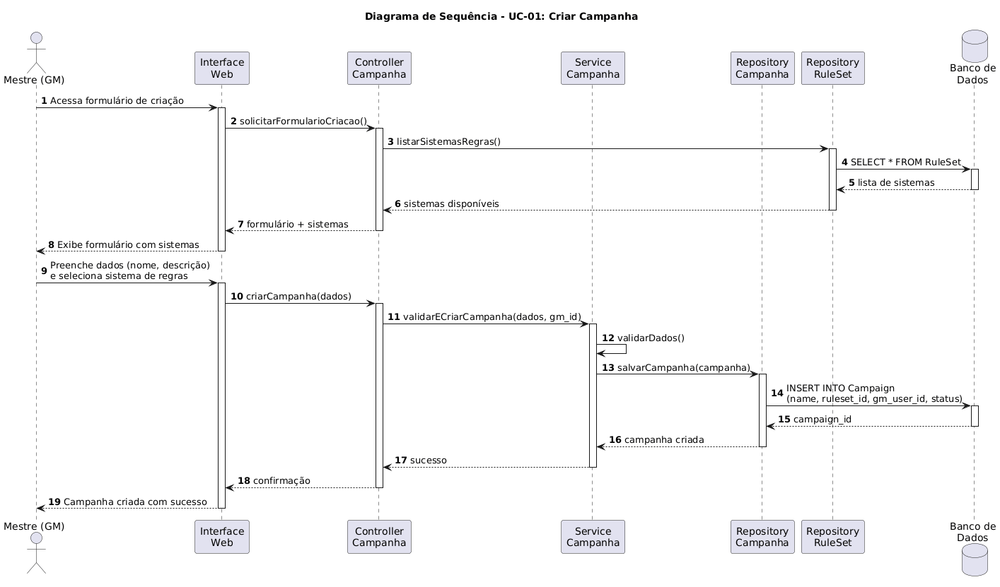 Diagrama de Sequência - UC-01: Criar Campanha
Mestre (GM)
Interface
Web
Controller
Campanha
Service
Campanha
Repository
Campanha
Repository
RuleSet
Banco de
Dados
1 Acessa formulário de criação
2 solicitarFormularioCriacao()
3 listarSistemasRegras()
4 SELECT * FROM RuleSet
5 lista de sistemas
6 sistemas disponíveis
7 formulário + sistemas
8 Exibe formulário com sistemas
9 Preenche dados (nome, descrição)
e seleciona sistema de regras
10 criarCampanha(dados)
11 validarECriarCampanha(dados, gm_id)
12 validarDados()
13 salvarCampanha(campanha)
14 INSERT INTO Campaign
(name, ruleset_id, gm_user_id, status)
15 campaign_id
16 campanha criada
17 sucesso
18 confirmação
19 Campanha criada com sucesso
Mestre (GM)
Interface
Web
Controller
Campanha
Service
Campanha
Repository
Campanha
Repository
RuleSet
Banco de
Dados